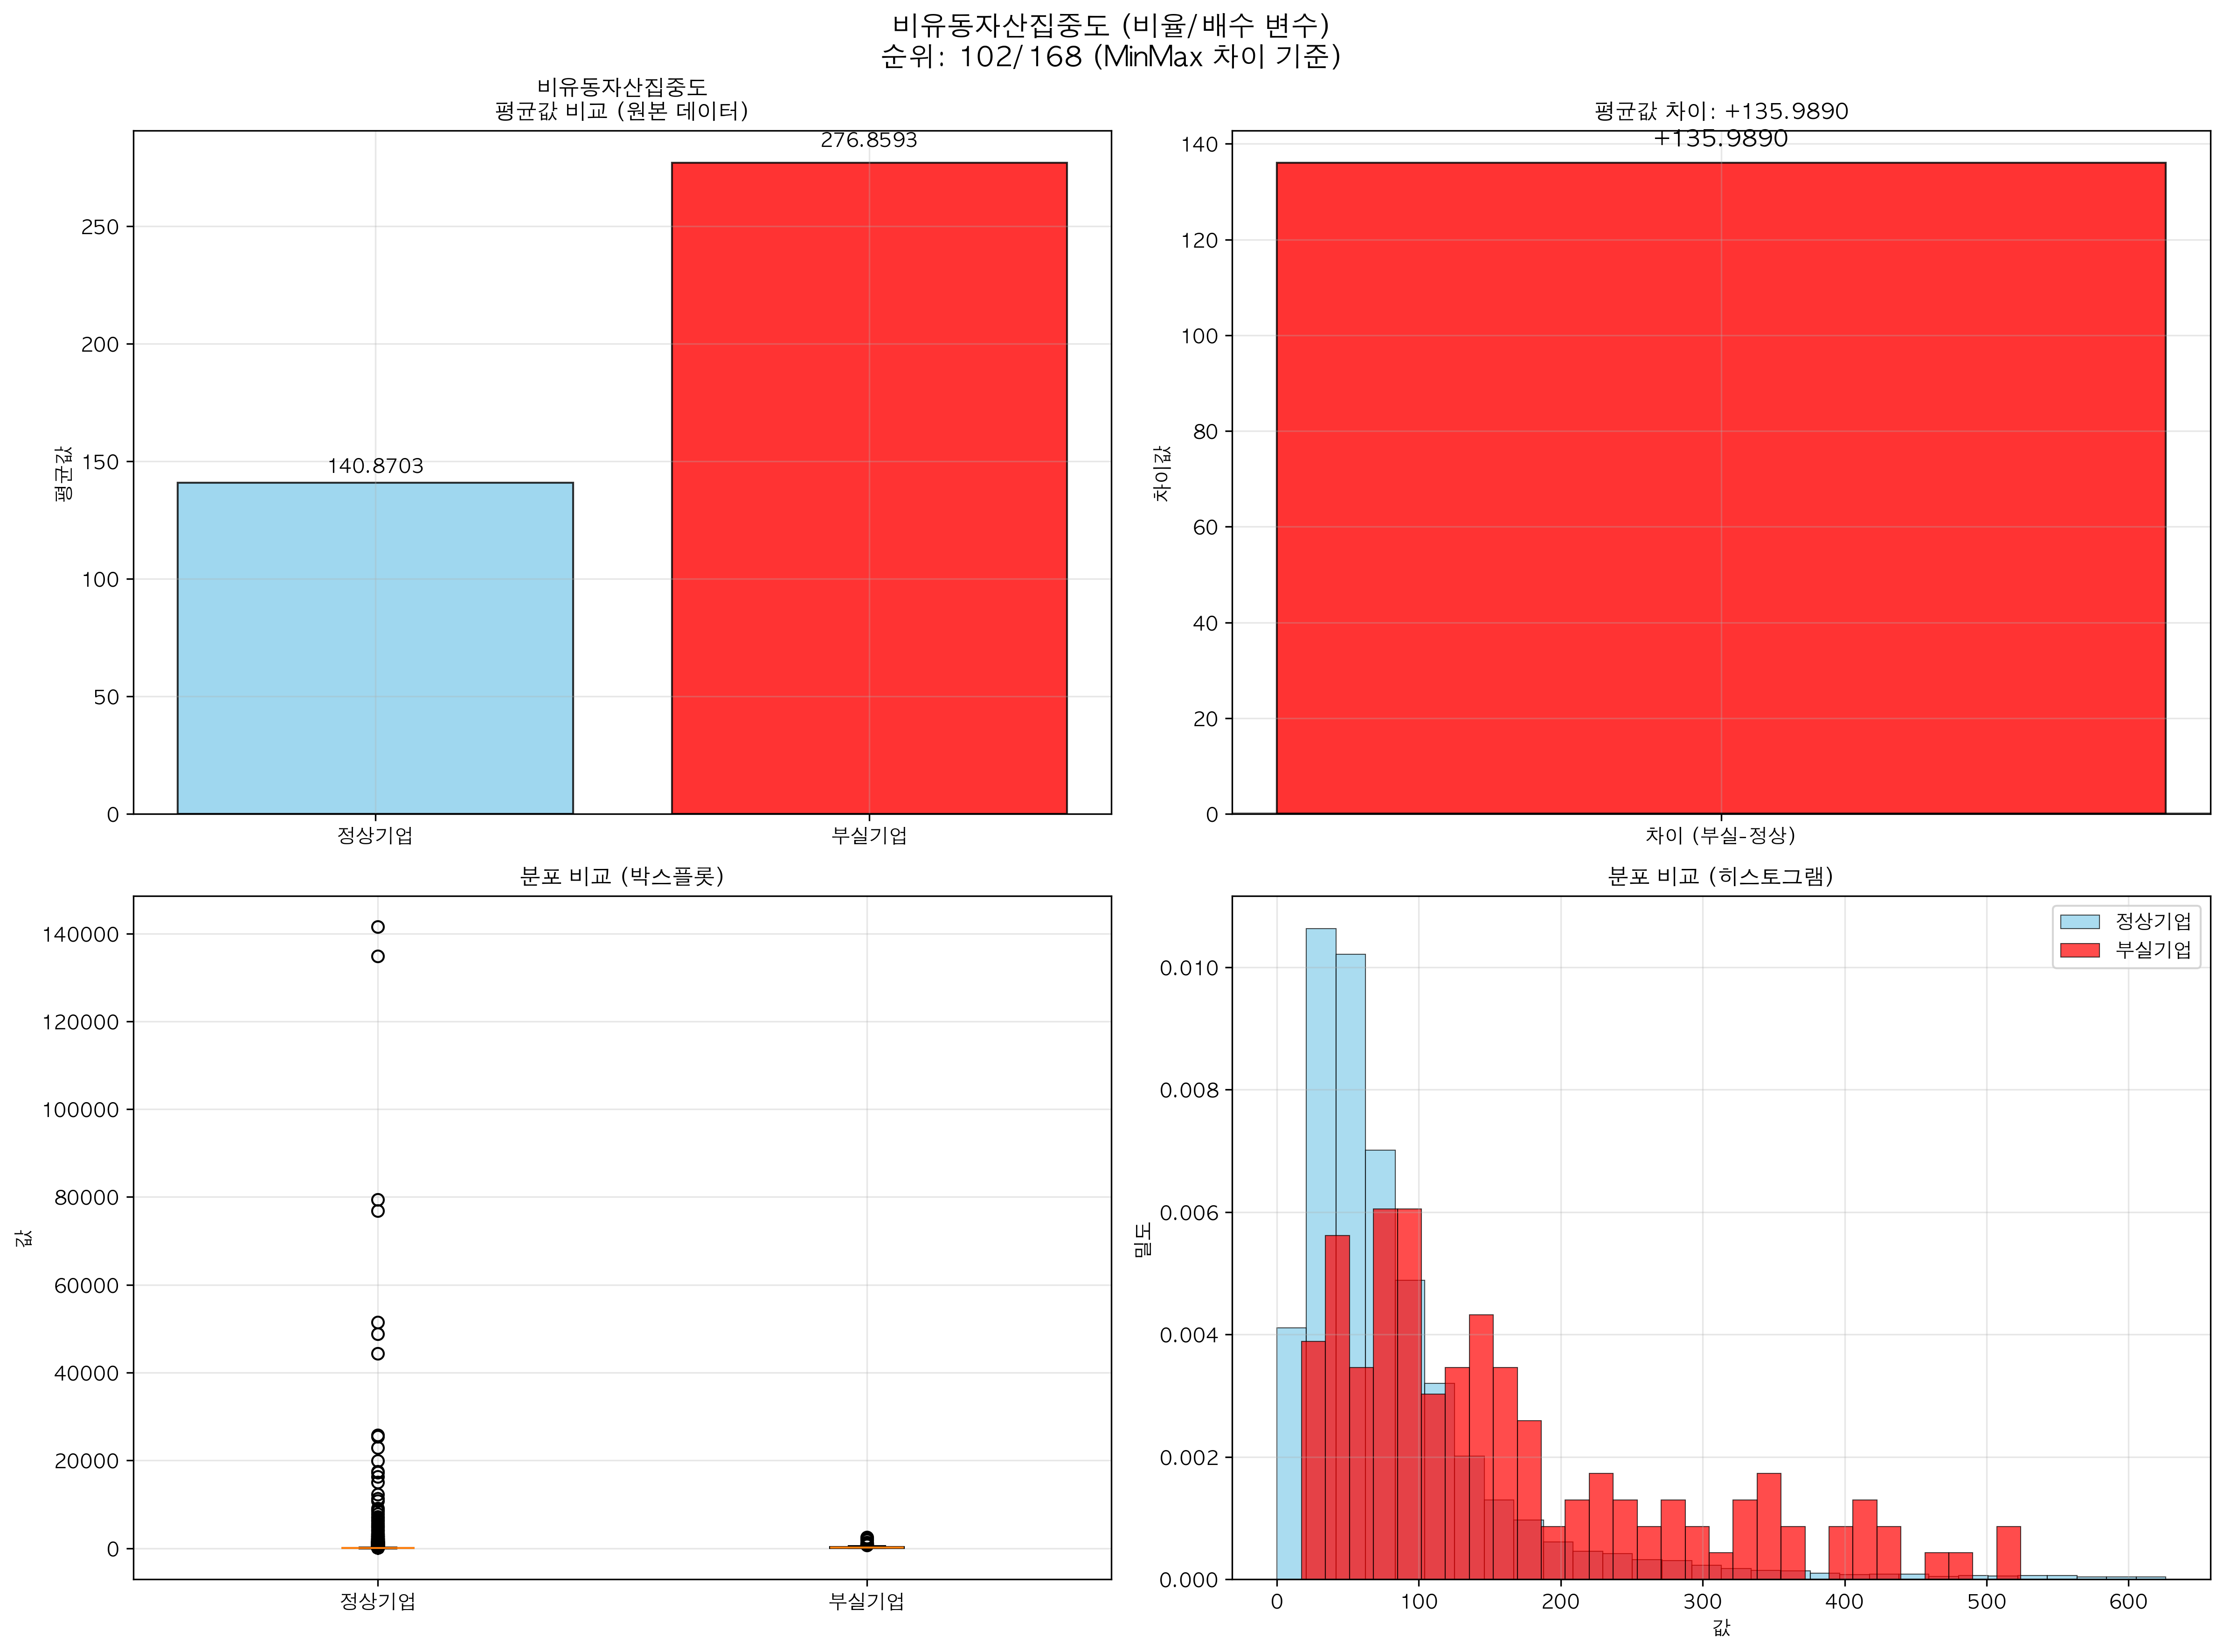 비유동자산집중도 (비율/배수 변수)
순위: 102/168 (MinMax 차이 기준)
비유동자산집중도
평균값 비교 (원본 데이터)
276.8593
140.8703
평균값
250
200
150
100
50
0
정상기업
부실기업
평균값 차이: +135.9890
+135.9890
차이값
140
120
100
80
60
40
20
0
차이 (부실-정상)
분포 비교 (박스플롯)
값
140000
120000
100000
80000
60000
40000
20000
0
정상기업
부실기업
분포 비교 (히스토그램)
정상기업
부실기업
밀도
0.010
0.008
0.006
0.004
0.002
0.000
0
100
200
300
400
500
600
값